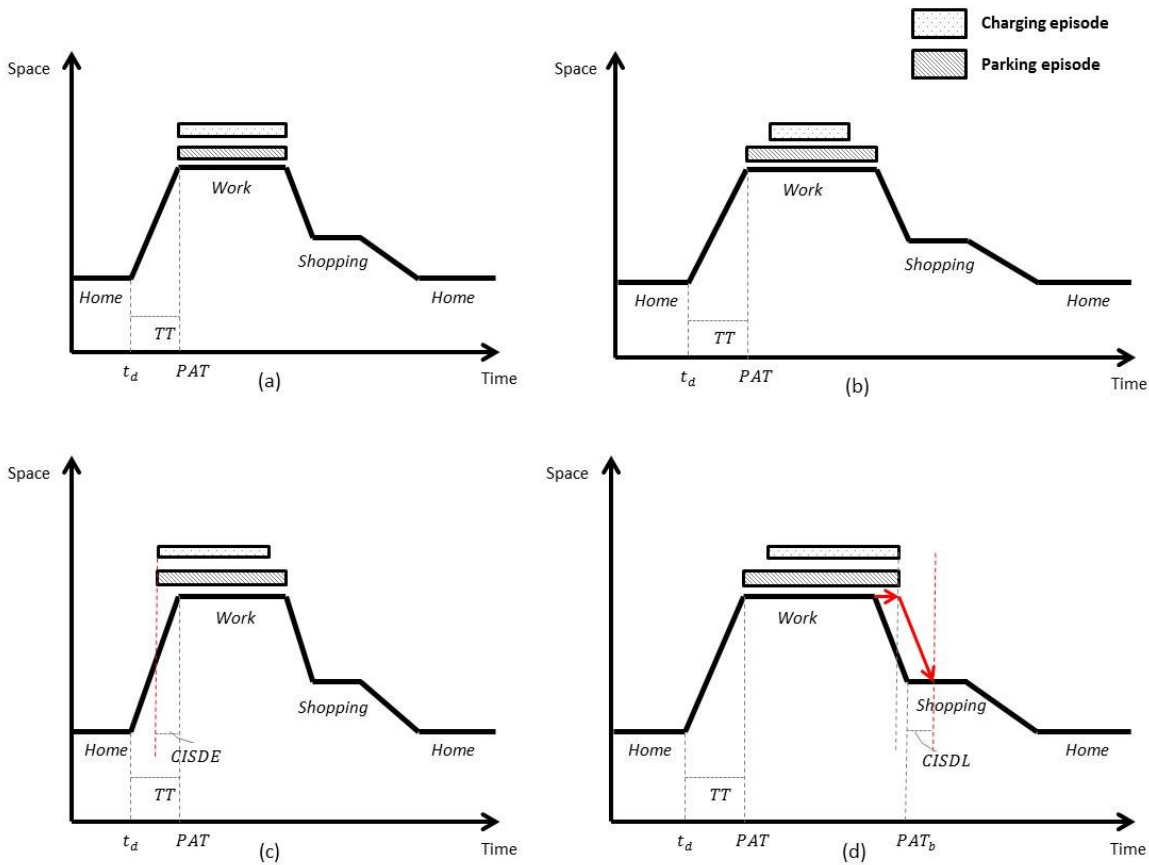 Charging episode
Parking episode
Space
Work
Shopping
Home
Home
TT
t_d
PAT
Time
(a)
Space
Work
Shopping
Home
Home
TT
t_d
PAT
Time
(b)
Space
Work
Shopping
Home
Home
CISDE
TT
t_d
PAT
Time
(c)
Space
Work
Shopping
Home
Home
CISDL
TT
t_d
PAT
PAT_b
Time
(d)